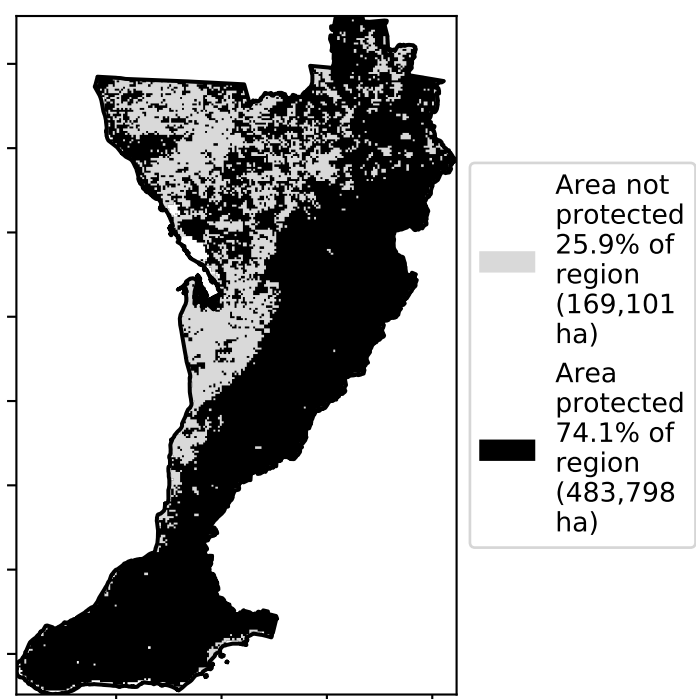 Area not
protected
25.9% of
region
(169,101
ha)
Area
protected
74.1% of
region
(483,798
ha)